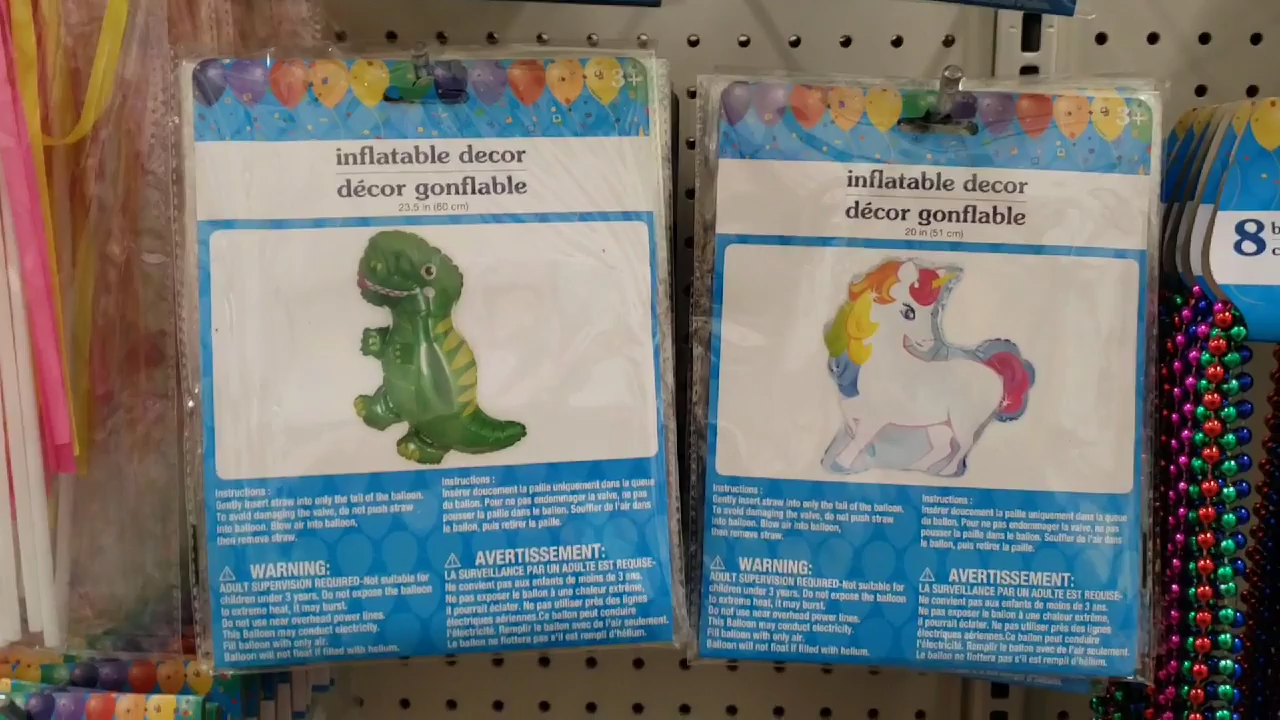 3+
inflatable decor
décor gonflable
23.5 in (60 cm)
Instructions :
Gently insert straw into only the tail of the balloon.
To avoid damaging the valve, do not push straw
into balloon. Blow air into balloon,
then remove straw.
Instructions :
Insérer doucement la paille uniquement dans la queue
du ballon. Pour ne pas endommager la valve, ne pas
pousser la paille dans le ballon. Souffler de l'air dans
le ballon, puis retirer la paille.
WARNING:
ADULT SUPERVISION REQUIRED-Not suitable for
children under 3 years. Do not expose the balloon
to extreme heat, it may burst.
Do not use near overhead power lines.
This Balloon may conduct electricity.
Fill balloon with only air.
Balloon will not float if filled with helium.
AVERTISSEMENT:
LA SURVEILLANCE PAR UN ADULTE EST REQUISE-
Ne convient pas aux enfants de moins de 3 ans.
Ne pas exposer le ballon à une chaleur extrême,
il pourrait éclater. Ne pas utiliser près des lignes
électriques aériennes.Ce ballon peut conduire
l'électricité. Remplir le ballon avec de l'air seulement.
Le ballon ne flottera pas s'il est rempli d'hélium.
3+
inflatable decor
décor gonflable
20 in (51 cm)
Instructions :
Gently insert straw into only the tail of the balloon.
To avoid damaging the valve, do not push straw
into balloon. Blow air into balloon,
then remove straw.
Instructions :
Insérer doucement la paille uniquement dans la queue
du ballon. Pour ne pas endommager la valve, ne pas
pousser la paille dans le ballon. Souffler de l'air dans
le ballon, puis retirer la paille.
WARNING:
ADULT SUPERVISION REQUIRED-Not suitable for
children under 3 years. Do not expose the balloon
to extreme heat, it may burst.
Do not use near overhead power lines.
This Balloon may conduct electricity.
Fill balloon with only air.
Balloon will not float if filled with helium.
AVERTISSEMENT:
LA SURVEILLANCE PAR UN ADULTE EST REQUISE-
Ne convient pas aux enfants de moins de 3 ans.
Ne pas exposer le ballon à une chaleur extrême,
il pourrait éclater. Ne pas utiliser près des lignes
électriques aériennes.Ce ballon peut conduire
l'électricité. Remplir le ballon avec de l'air seulement.
Le ballon ne flottera pas s'il est rempli d'hélium.
8